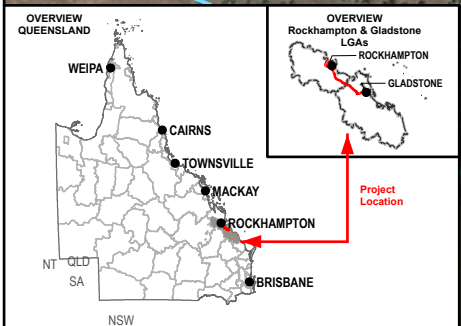 OVERVIEW
QUEENSLAND
WEIPA
CAIRNS
TOWNSVILLE
MACKAY
ROCKHAMPTON
BRISBANE
NT
QLD
SA
NSW
OVERVIEW
Rockhampton & Gladstone
LGAs
ROCKHAMPTON
GLADSTONE
Project
Location